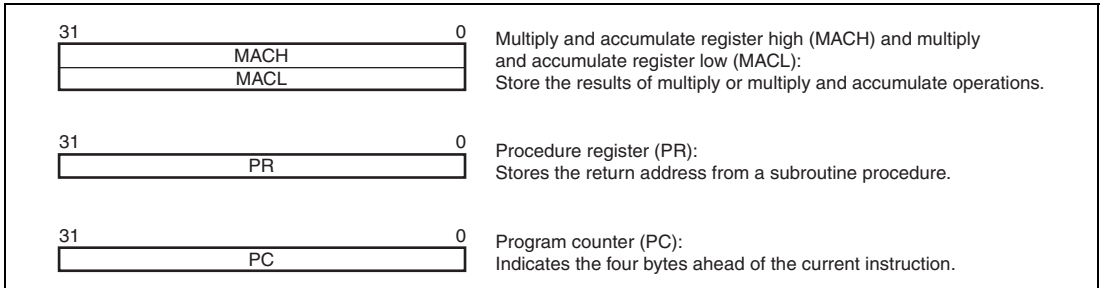 31 0
MACH
MACL
Multiply and accumulate register high (MACH) and multiply
and accumulate register low (MACL):
Store the results of multiply or multiply and accumulate operations.
31 0
PR
Procedure register (PR):
Stores the return address from a subroutine procedure.
31 0
PC
Program counter (PC):
Indicates the four bytes ahead of the current instruction.